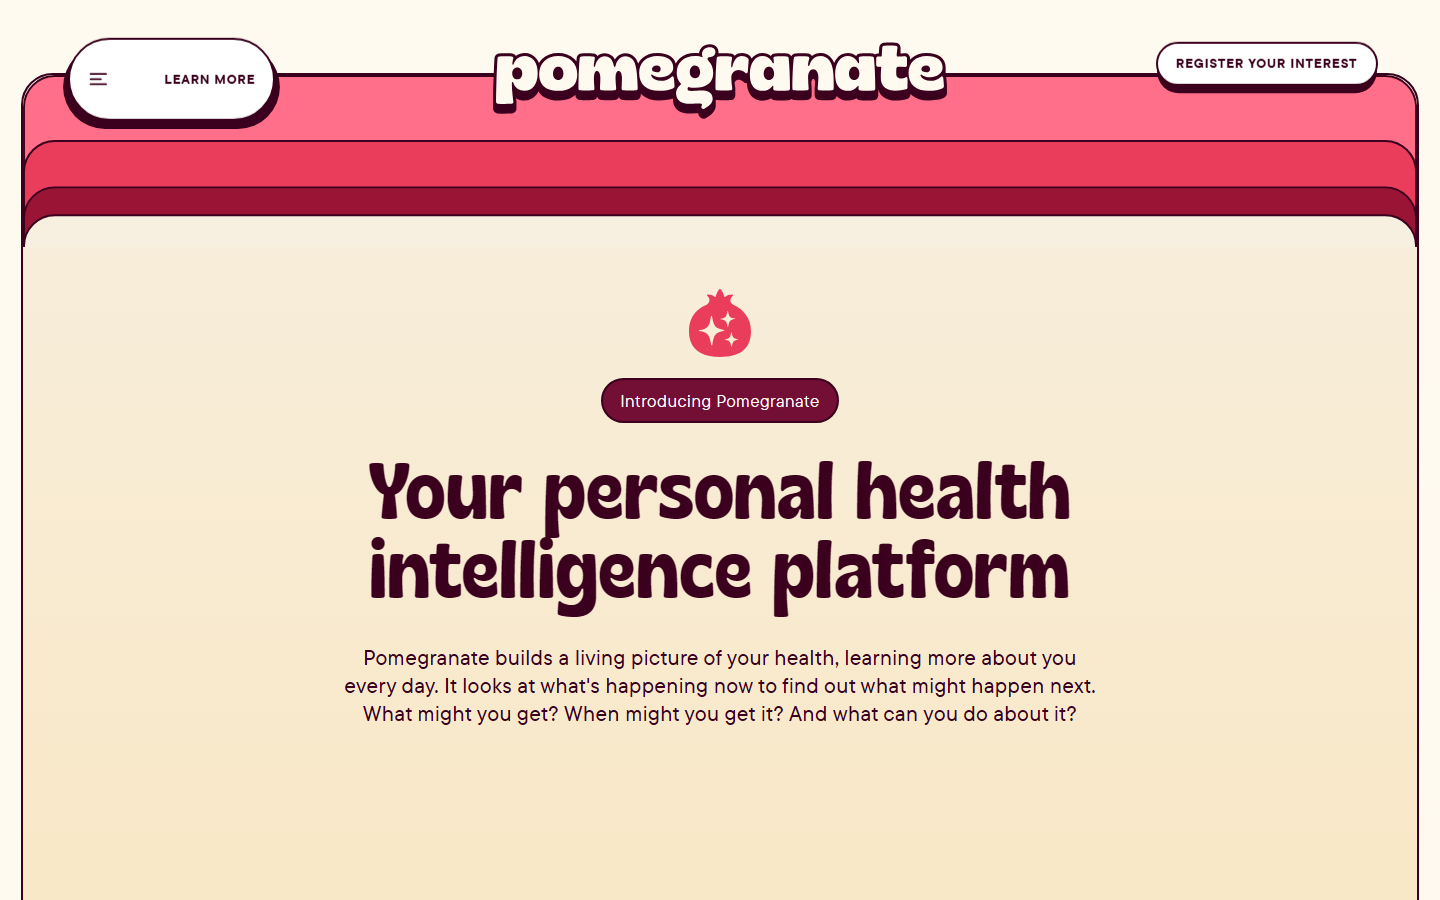 LEARN MORE
pomegranate
REGISTER YOUR INTEREST
Introducing Pomegranate
Your personal health
intelligence platform
Pomegranate builds a living picture of your health, learning more about you
every day. It looks at what's happening now to find out what might happen next.
What might you get? When might you get it? And what can you do about it?